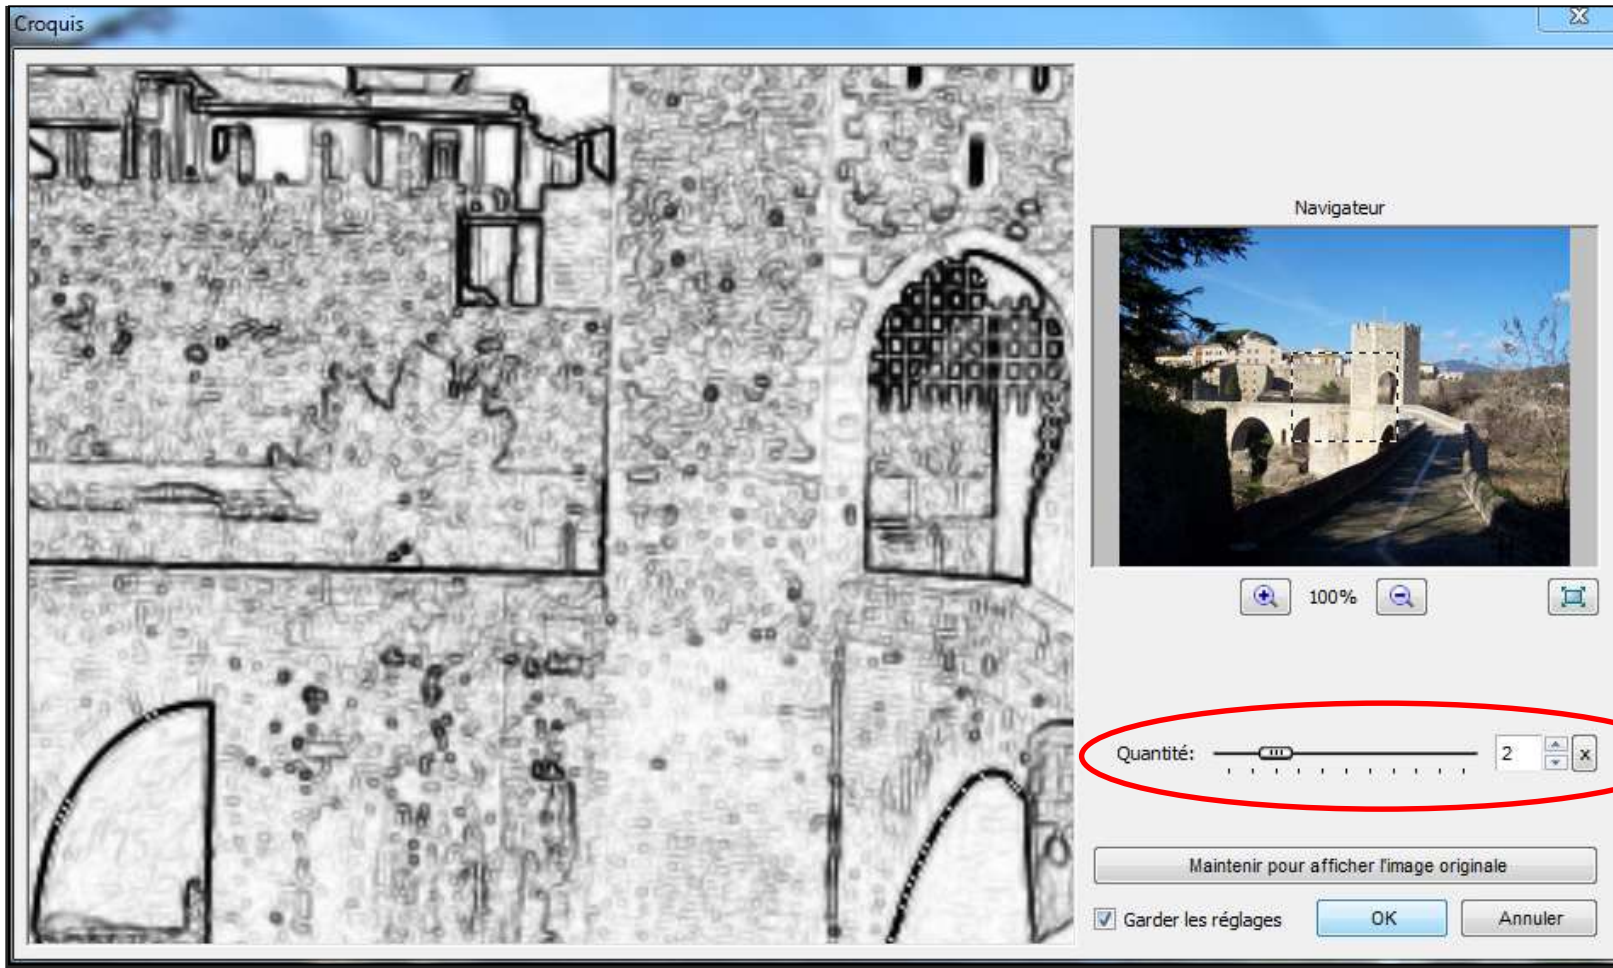 Croquis
Navigateur
100%
Quantité: 2 x
Maintenir pour afficher l'image originale
Garder les réglages OK Annuler